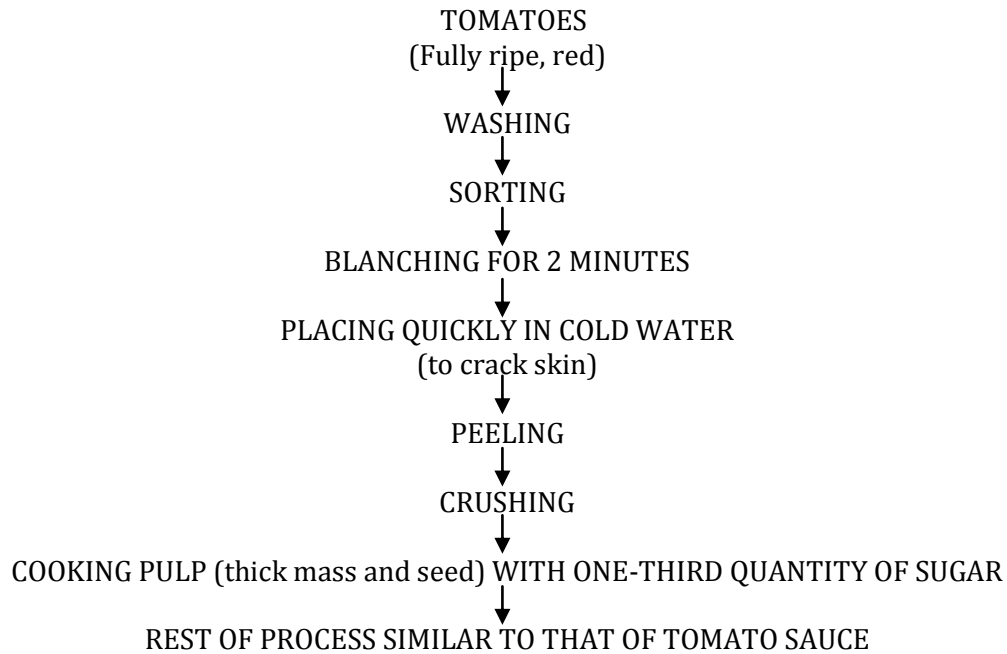 TOMATOES
(Fully ripe, red)
WASHING
SORTING
BLANCHING FOR 2 MINUTES
PLACING QUICKLY IN COLD WATER
(to crack skin)
PEELING
CRUSHING
COOKING PULP (thick mass and seed) WITH ONE-THIRD QUANTITY OF SUGAR
REST OF PROCESS SIMILAR TO THAT OF TOMATO SAUCE